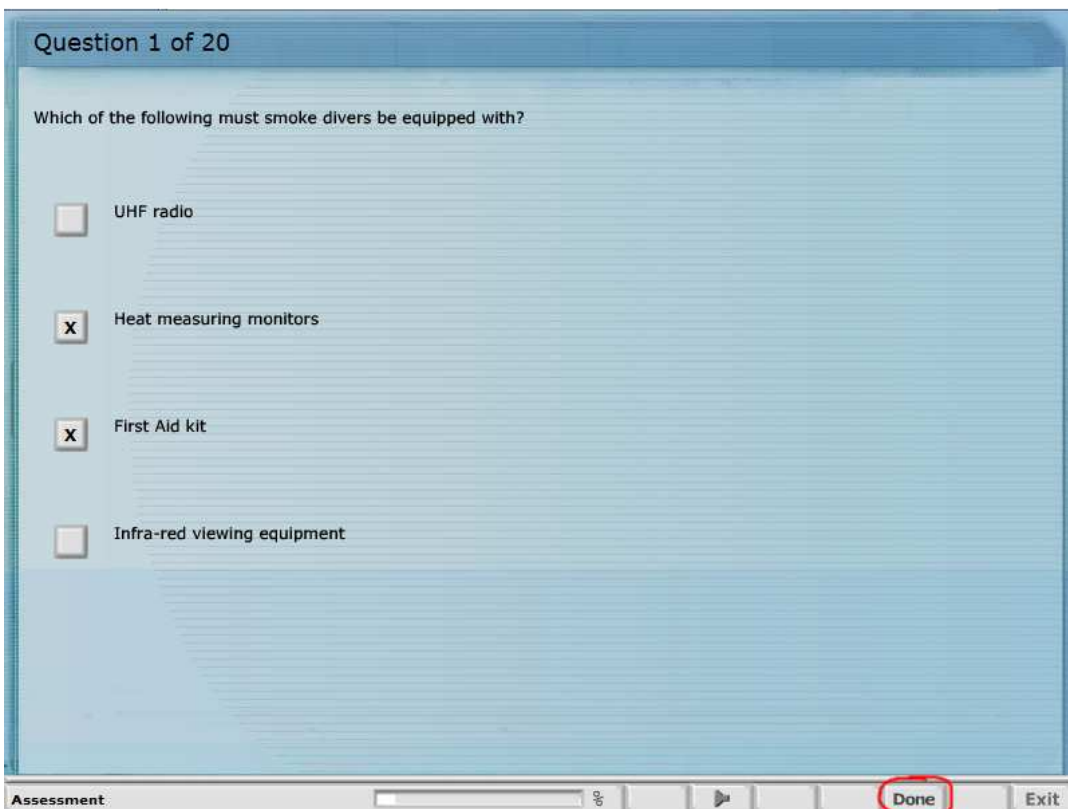 Question 1 of 20
Which of the following must smoke divers be equipped with?
UHF radio
X Heat measuring monitors
X First Aid kit
Infra-red viewing equipment
Assessment % Done Exit